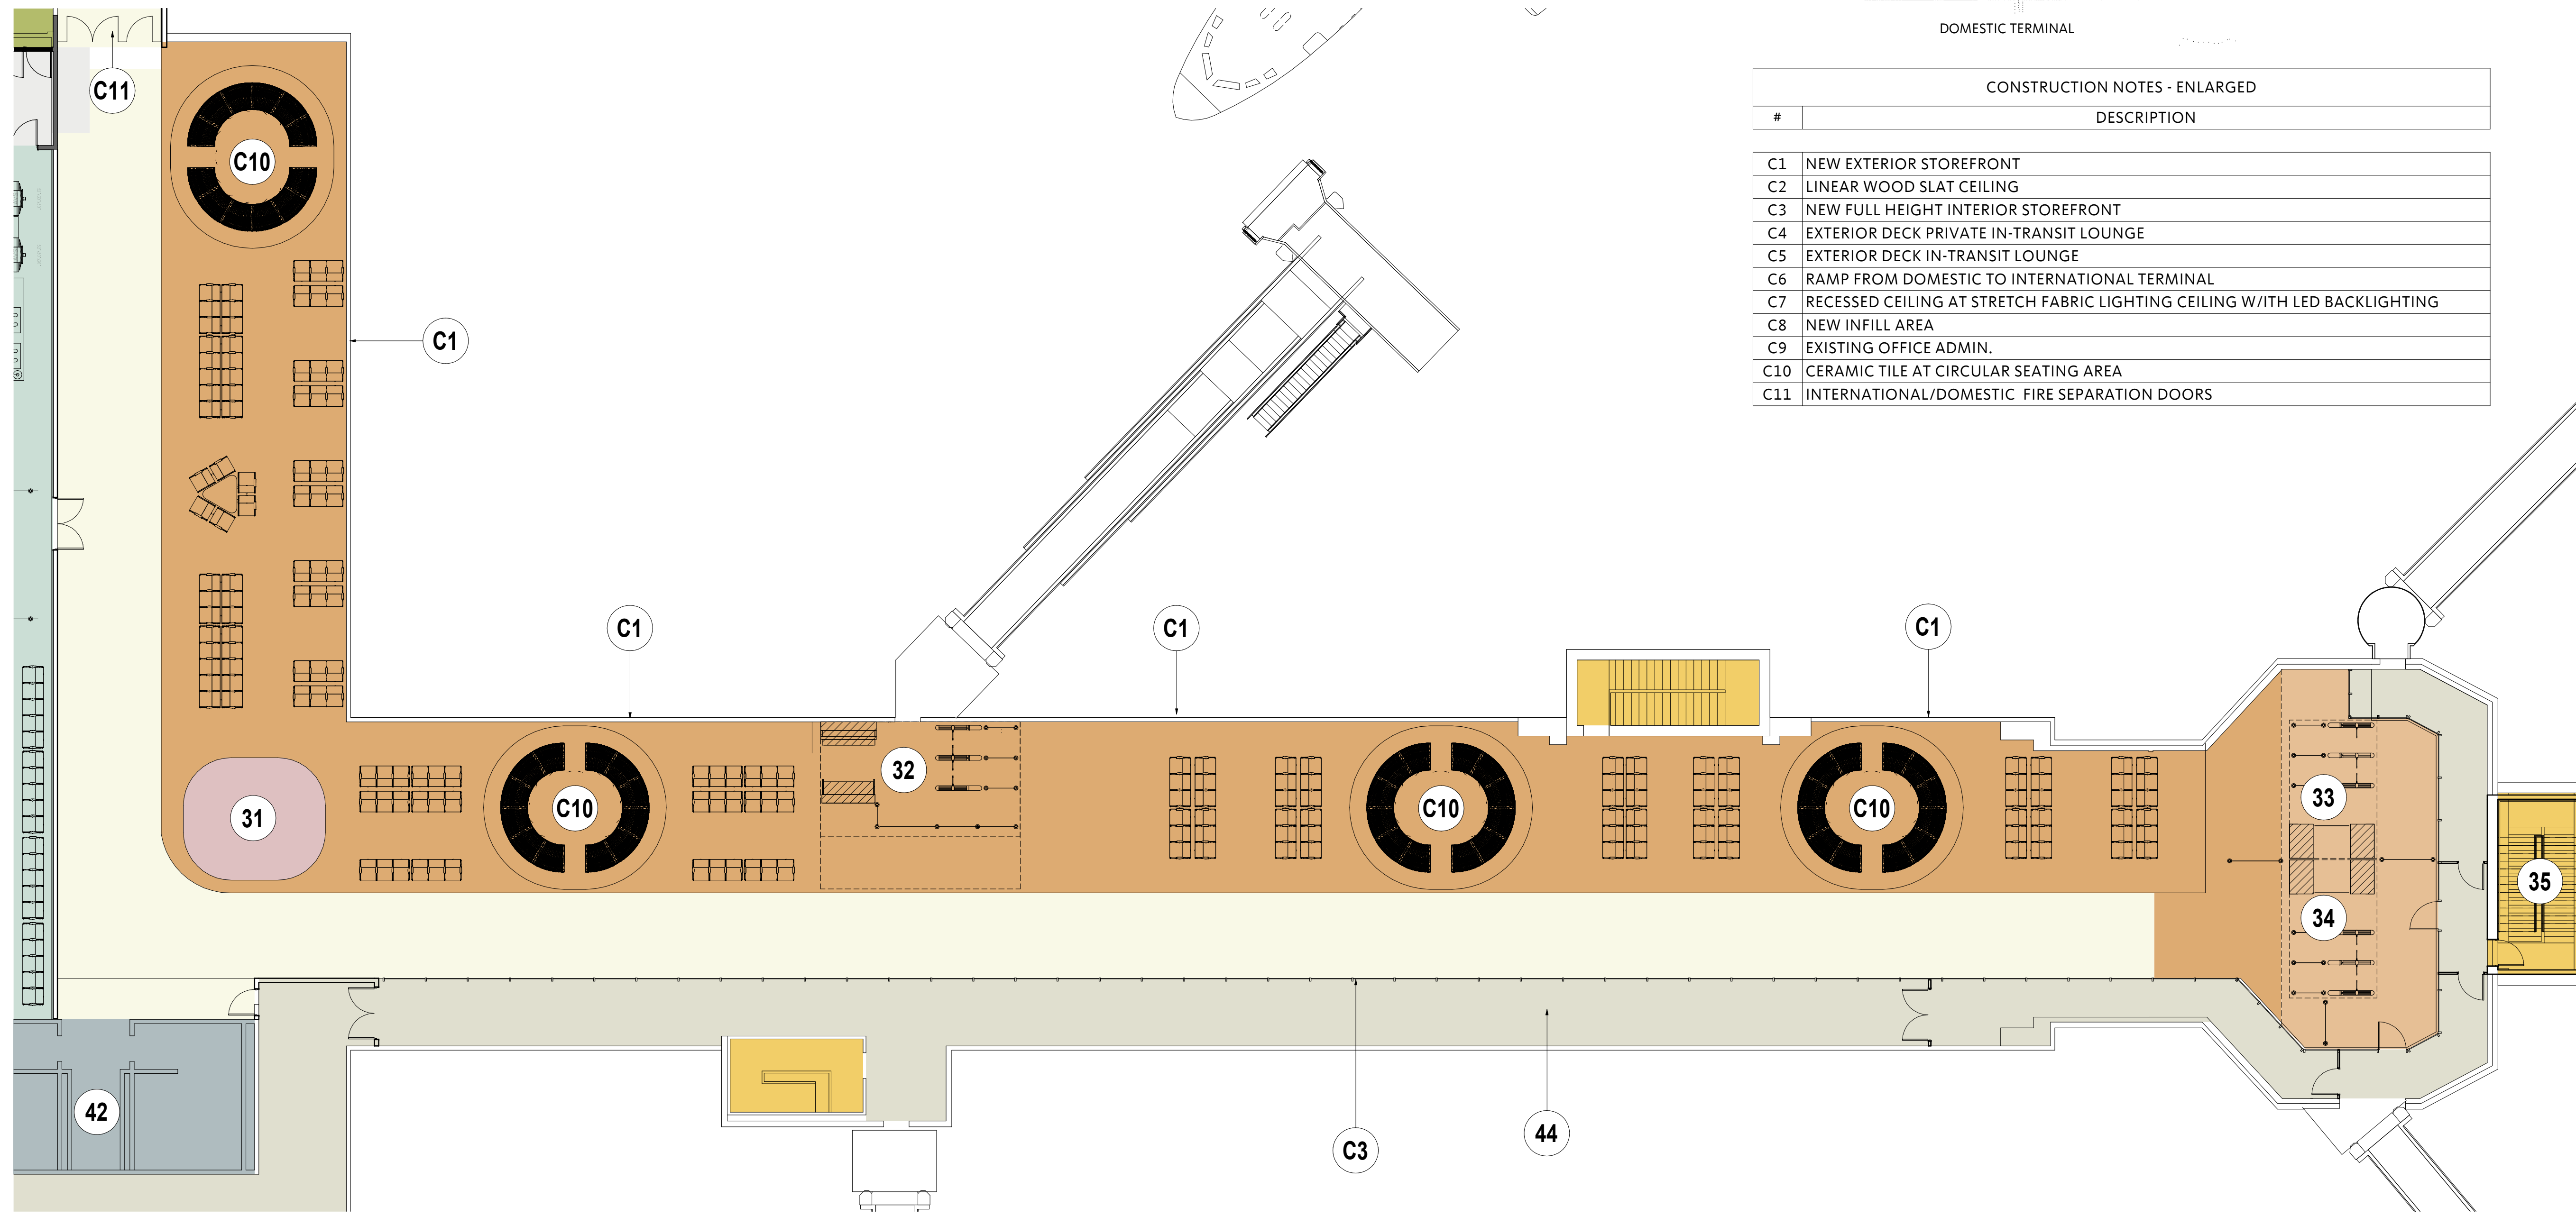 DOMESTIC TERMINAL
CONSTRUCTION NOTES - ENLARGED
# DESCRIPTION
C1 NEW EXTERIOR STOREFRONT
C2 LINEAR WOOD SLAT CEILING
C3 NEW FULL HEIGHT INTERIOR STOREFRONT
C4 EXTERIOR DECK PRIVATE IN-TRANSIT LOUNGE
C5 EXTERIOR DECK IN-TRANSIT LOUNGE
C6 RAMP FROM DOMESTIC TO INTERNATIONAL TERMINAL
C7 RECESSED CEILING AT STRETCH FABRIC LIGHTING CEILING W/ITH LED BACKLIGHTING
C8 NEW INFILL AREA
C9 EXISTING OFFICE ADMIN.
C10 CERAMIC TILE AT CIRCULAR SEATING AREA
C11 INTERNATIONAL/DOMESTIC FIRE SEPARATION DOORS
C11
C10
C1
C1
C1
C1
32
33
31
C10
C10
C10
35
34
42
44
C3